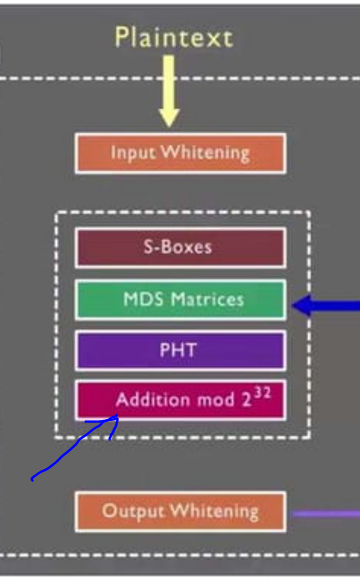 Plaintext
Input Whitening
S-Boxes
MDS Matrices
PHT
Addition mod 2³²
Output Whitening